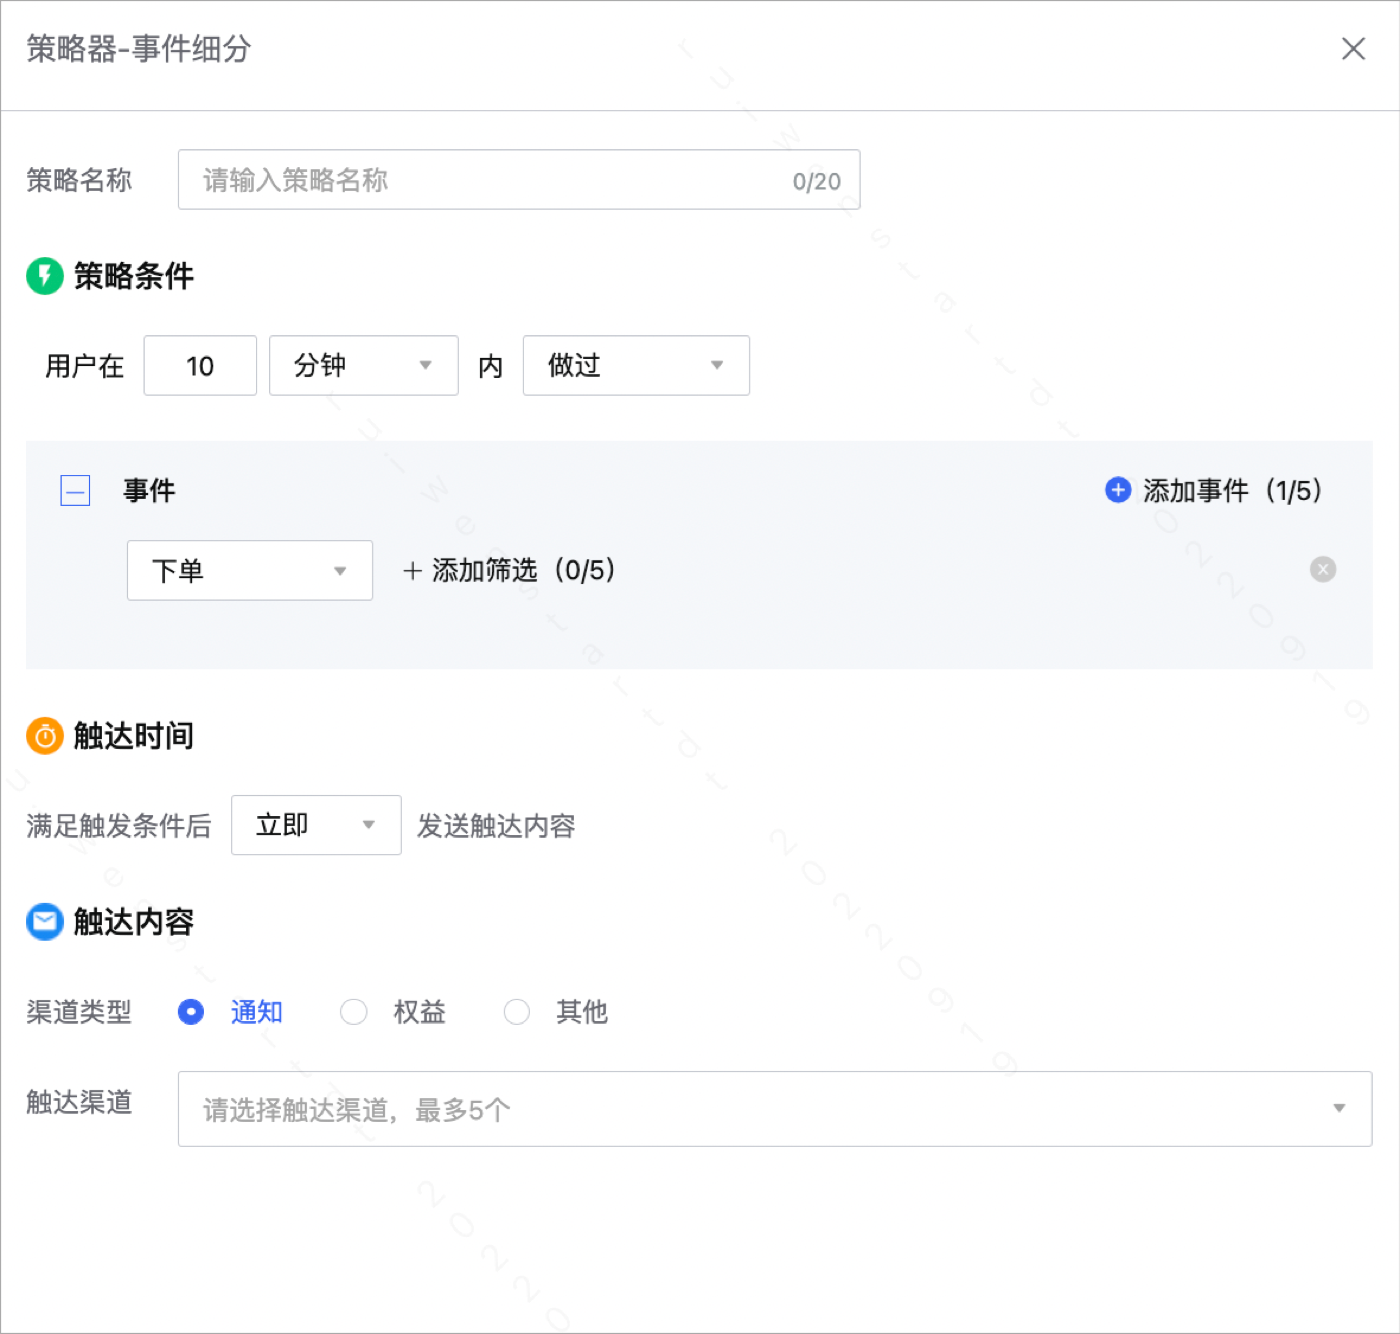 策略器-事件细分
策略名称 请输入策略名称 0/20
策略条件
用户在 10 分钟 内 做过
事件 添加事件（1/5）
下单 + 添加筛选（0/5）
触达时间
满足触发条件后 立即 发送触达内容
触达内容
渠道类型 通知 权益 其他
触达渠道 请选择触达渠道，最多5个